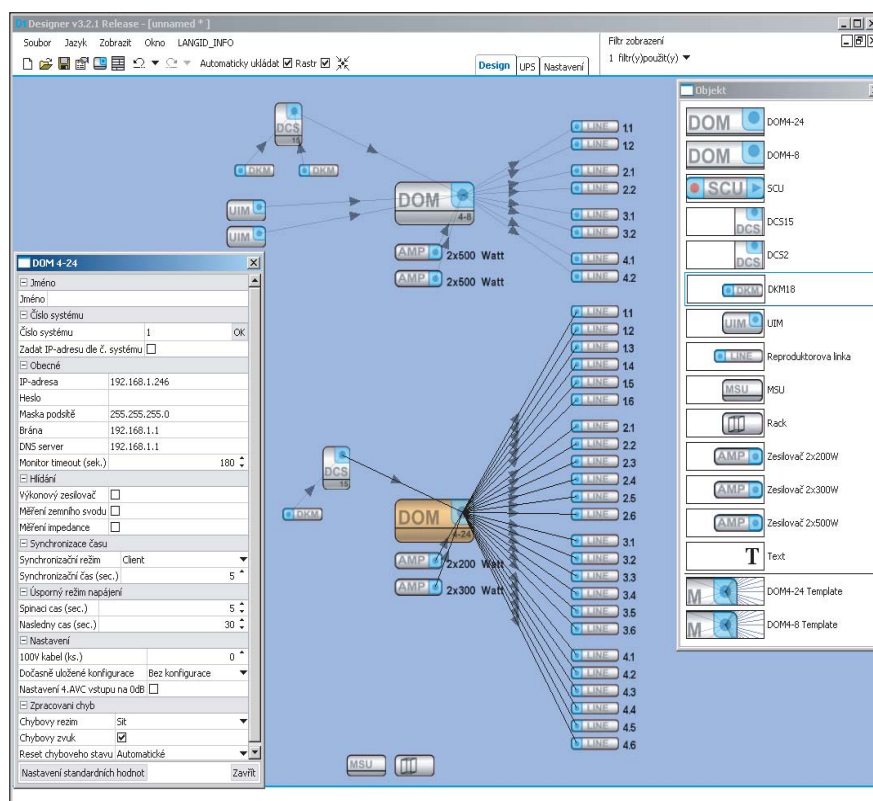 Designer v3.2.1 Release - [unnamed * ]
Soubor Jazyk Zobrazit Okno LANGID_INFO
Automaticky ukládat Rastr
Design UPS Nastavení
Filtr zobrazení
1 filtr(y)použit(y)
DCS
15
DKM DKM
UIM
UIM
DOM
4-8
AMP 2x500 Watt
AMP 2x500 Watt
LINE 1.1
LINE 1.2
LINE 2.1
LINE 2.2
LINE 3.1
LINE 3.2
LINE 4.1
LINE 4.2
DOM 4-24
Jméno
Jméno
Číslo systému
Číslo systému 1 OK
Zadat IP-adresu dle č. systému
Obecné
IP-adresa 192.168.1.246
Heslo
Maska podsítě 255.255.255.0
Brána 192.168.1.1
DNS server 192.168.1.1
Monitor timeout (sek.) 180
Hlídání
Výkonový zesilovač
Měření zemního svodu
Měření impedance
Synchronizace času
Synchronizační režim Client
Synchronizační čas (sec.) 5
Úsporný režim napájení
Spinaci cas (sec.) 5
Nasledny cas (sec.) 30
Nastavení
100V kabel (ks.) 0
Dočasně uložené konfigurace Bez konfigurace
Nastavení 4.AVC vstupu na 0dB
Zpracovani chyb
Chybovy rezim Sit
Chybovy zvuk
Reset chyboveho stavu Automatické
Nastavení standardních hodnot Zavřít
DCS
15
DKM
DOM
4-24
AMP 2x200 Watt
AMP 2x300 Watt
LINE 1.1
LINE 1.2
LINE 1.3
LINE 1.4
LINE 1.5
LINE 1.6
LINE 2.1
LINE 2.2
LINE 2.3
LINE 2.4
LINE 2.5
LINE 2.6
LINE 3.1
LINE 3.2
LINE 3.3
LINE 3.4
LINE 3.5
LINE 3.6
LINE 4.1
LINE 4.2
LINE 4.3
LINE 4.4
LINE 4.5
LINE 4.6
MSU
Objekt
DOM DOM4-24
DOM DOM4-8
SCU SCU
DCS DCS15
DCS DCS2
DKM DKM18
UIM UIM
LINE Reproduktorova linka
MSU MSU
Rack
AMP Zesilovač 2x200W
AMP Zesilovač 2x300W
AMP Zesilovač 2x500W
T Text
M DOM4-24 Template
M DOM4-8 Template